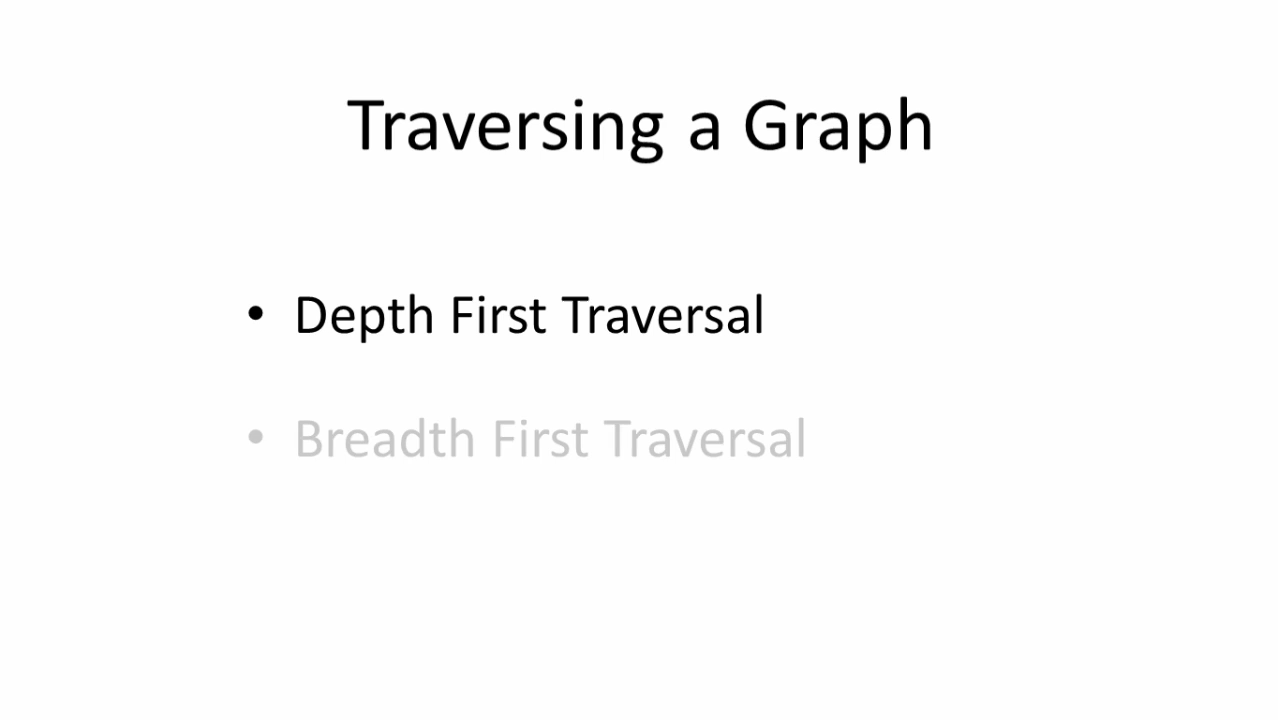 Traversing a Graph
• Depth First Traversal
• Breadth First Traversal